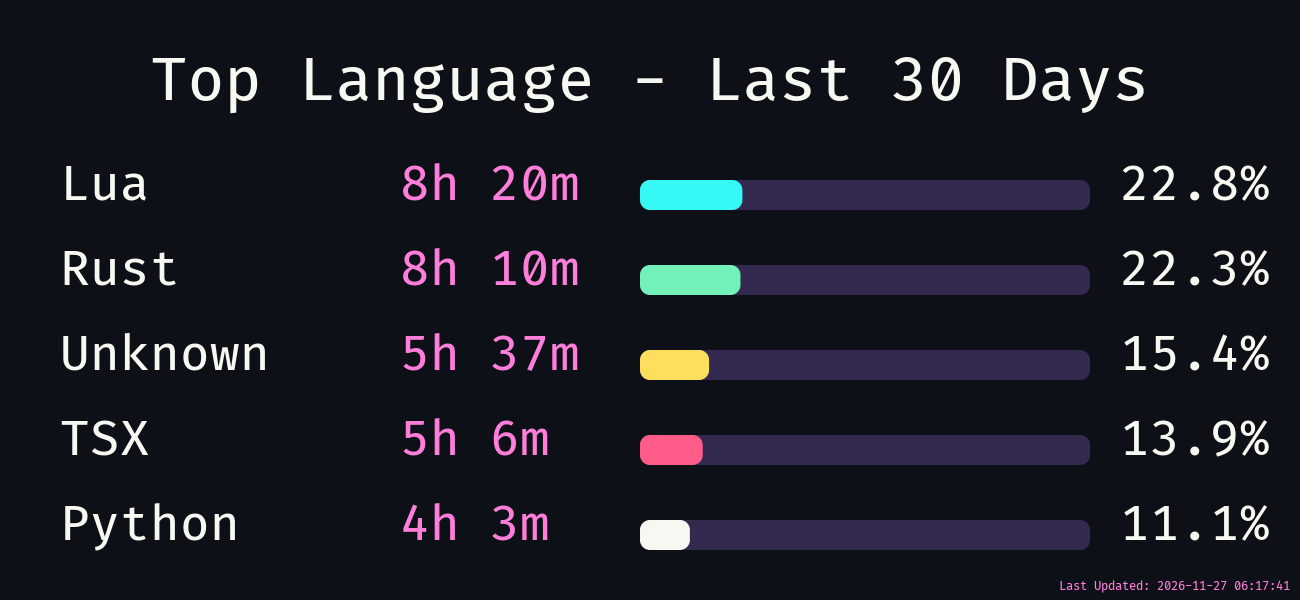 Top Language - Last 30 Days
Lua 8h 20m 22.8%
Rust 8h 10m 22.3%
Unknown 5h 37m 15.4%
TSX 5h 6m 13.9%
Python 4h 3m 11.1%
Last Updated: 2026-11-27 06:17:41